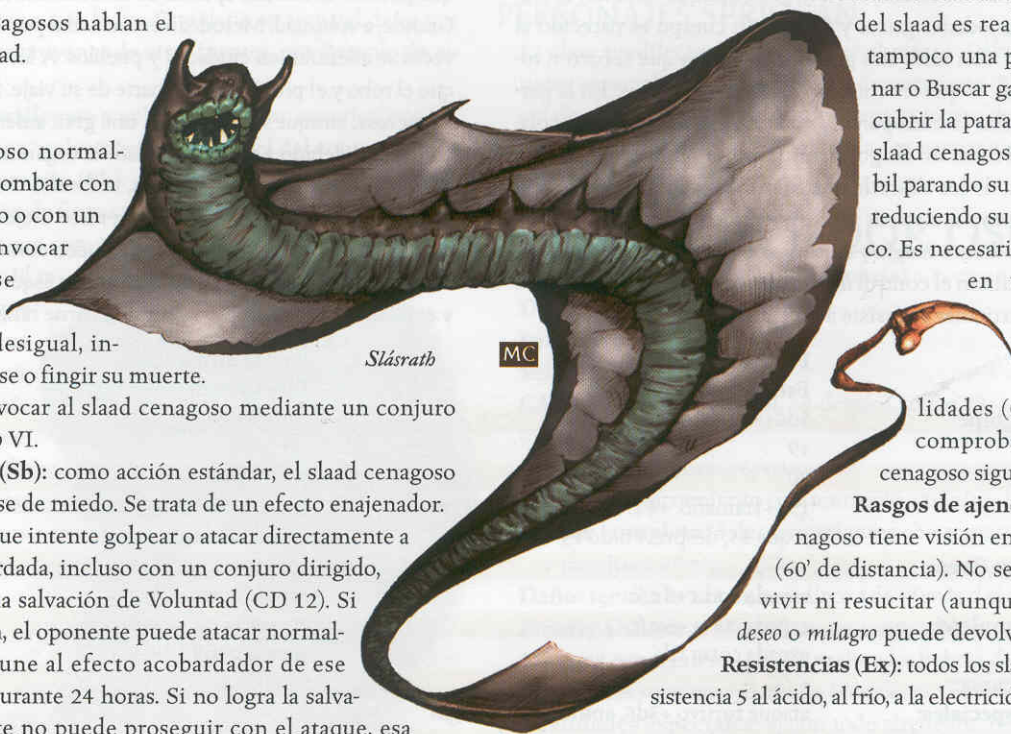 agosos hablan el
ad.
oso normal-
ombate con
o o con un
nvocar
se
desigual, in-
se o fingir su muerte.
vocar al slaad cenagoso mediante un conjuro
o VI.
(Sb): como acción estándar, el slaad cenagoso
se de miedo. Se trata de un efecto enajenador.
ue intente golpear o atacar directamente a
rdada, incluso con un conjuro dirigido,
na salvación de Voluntad (CD 12). Si
a, el oponente puede atacar normal-
une al efecto acobardador de ese
urante 24 horas. Si no logra la salva-
te no puede proseguir con el ataque, esa
Slásrath
MC
del slaad es rea
tampoco una p
nar o Buscar ga
cubrir la patra
slaad cenagos
bil parando su
reduciendo su
co. Es necesari
en
lidades (
comprob
cenagoso sigu
Rasgos de ajen
nagoso tiene visión en
(60' de distancia). No se
vivir ni resucitar (aunqu
deseo o milagro puede devolv
Resistencias (Ex): todos los sla
sistencia 5 al ácido, al frío, a la electricid